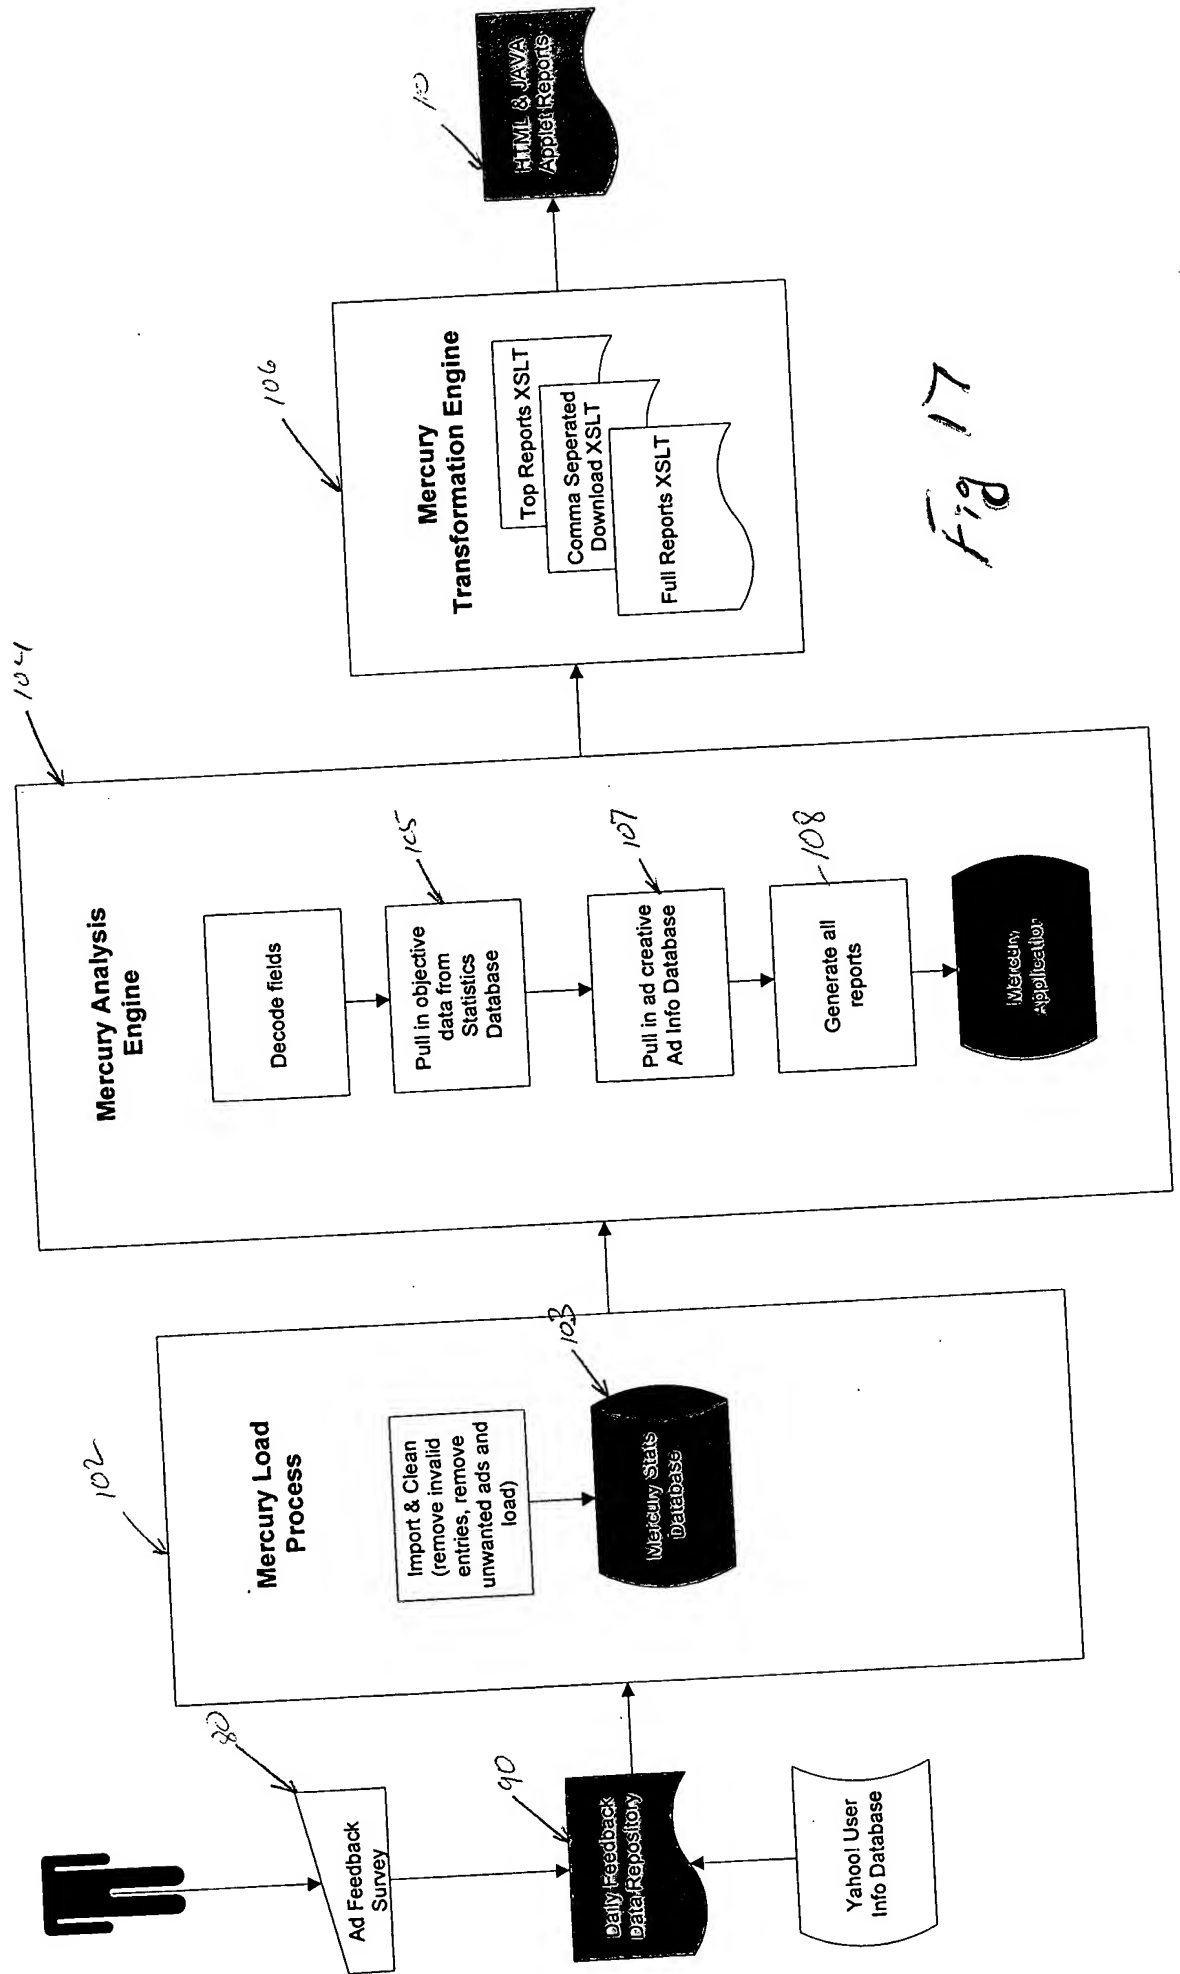 80
Ad Feedback
Survey
90
Daily Feedback
Data Repository
Yahoo! User
Info Database
102
Mercury Load
Process
Import & Clean
(remove invalid
entries, remove
unwanted ads and
load)
103
Mercury Stats
Database
104
Mercury Analysis
Engine
Decode fields
105
Pull in objective
data from
Statistics
Database
107
Pull in ad creative
Ad Info Database
108
Generate all
reports
Mercury
Application
106
Mercury
Transformation Engine
Top Reports XSLT
Comma Seperated
Download XSLT
Full Reports XSLT
110
HTML & JAVA
Applet Reports
Fig 17